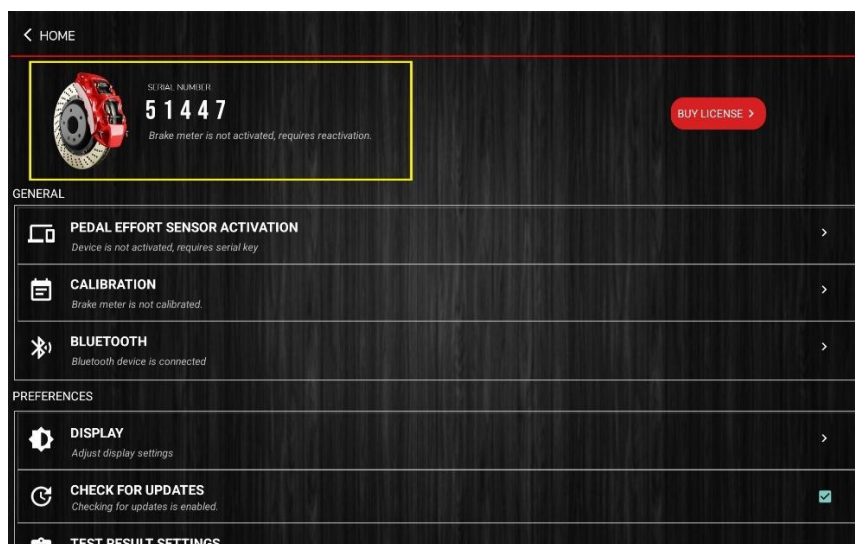 HOME
SERIAL NUMBER
51447
Brake meter is not activated, requires reactivation.
BUY LICENSE
GENERAL
PEDAL EFFORT SENSOR ACTIVATION
Device is not activated, requires serial key
CALIBRATION
Brake meter is not calibrated.
BLUETOOTH
Bluetooth device is connected
PREFERENCES
DISPLAY
Adjust display settings
CHECK FOR UPDATES
Checking for updates is enabled.
TEST RESULT SETTINGS